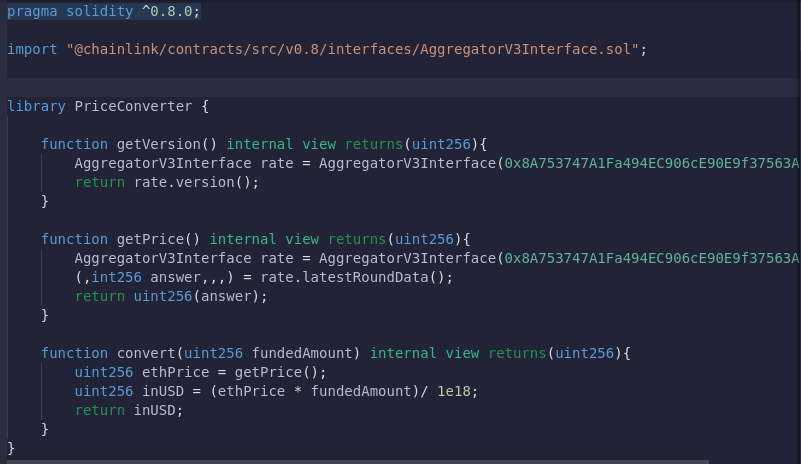 pragma solidity ^0.8.0;
import "@chainlink/contracts/src/v0.8/interfaces/AggregatorV3Interface.sol";
library PriceConverter {
function getVersion() internal view returns(uint256){
AggregatorV3Interface rate = AggregatorV3Interface(0x8A753747A1Fa494EC906cE90E9f37563A
return rate.version();
}
function getPrice() internal view returns(uint256){
AggregatorV3Interface rate = AggregatorV3Interface(0x8A753747A1Fa494EC906cE90E9f37563A
(,int256 answer,,,) = rate.latestRoundData();
return uint256(answer);
}
function convert(uint256 fundedAmount) internal view returns(uint256){
uint256 ethPrice = getPrice();
uint256 inUSD = (ethPrice * fundedAmount)/ 1e18;
return inUSD;
}
}